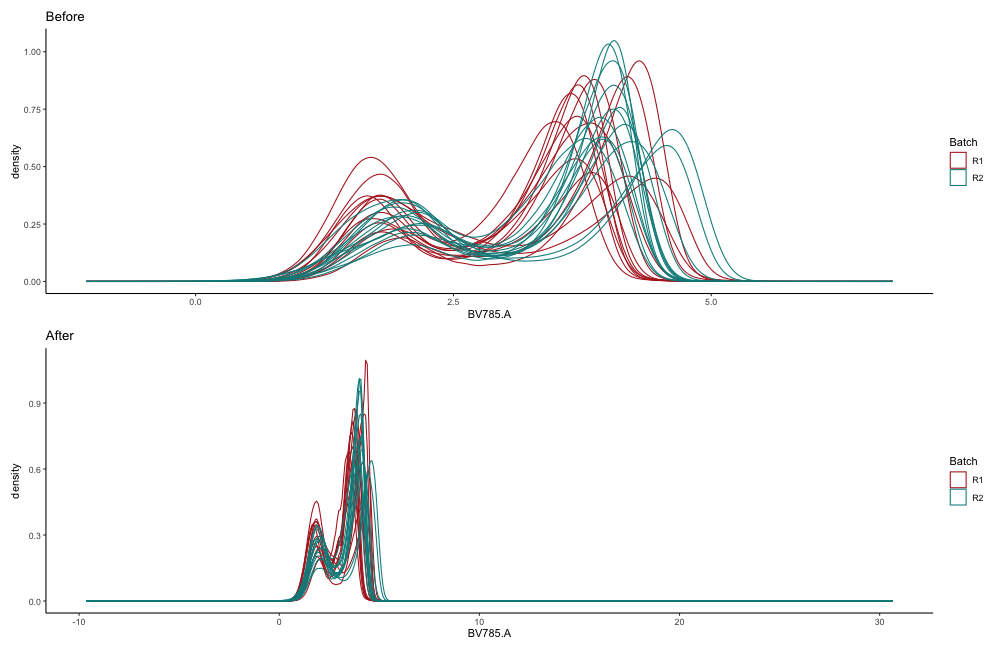 Before
1.00
0.75
0.50
0.25
0.00
density
0.0 2.5 5.0
BV785.A
Batch
R1
R2
After
0.9
0.6
0.3
0.0
density
-10 0 10 20 30
BV785.A
Batch
R1
R2